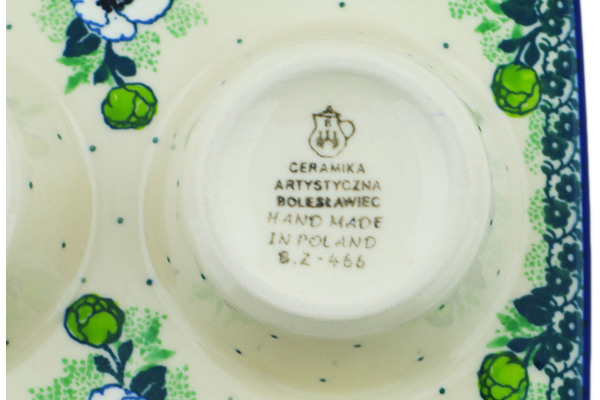 CERAMIKA
ARTYSTYCZNA
BOLESŁAWIEC
HAND MADE
IN POLAND
B.Z-466